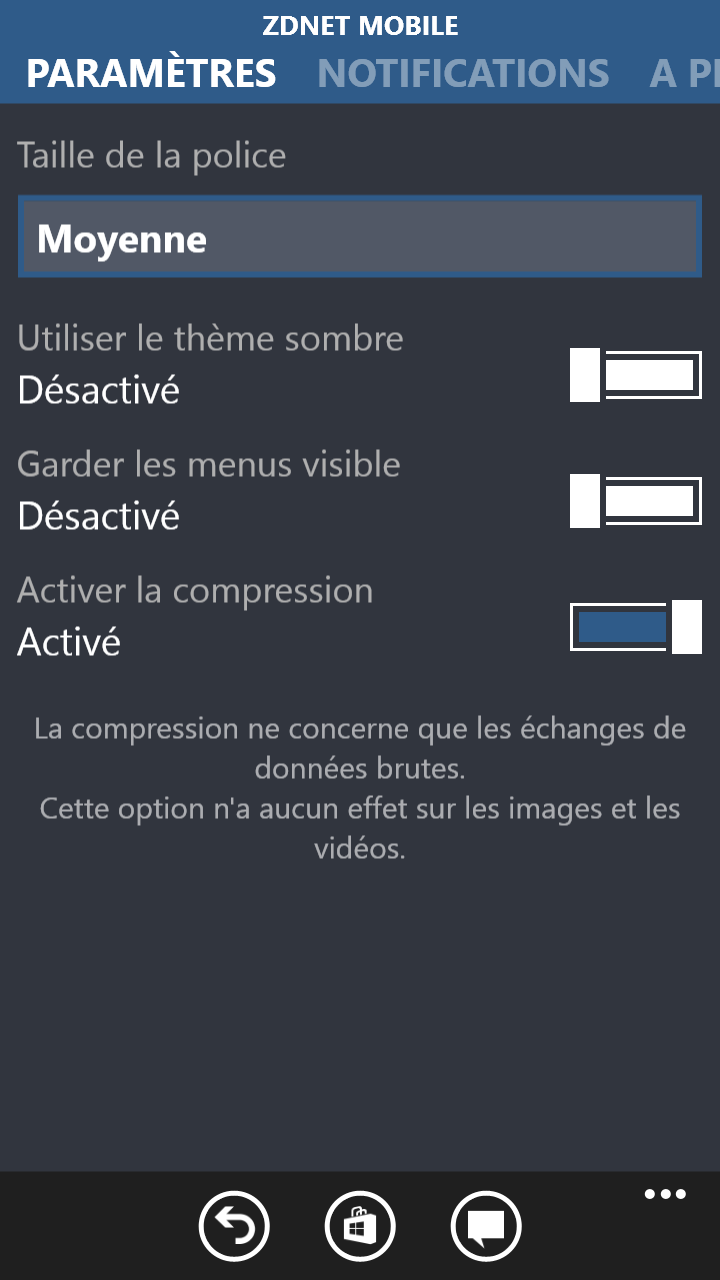 ZDNET MOBILE
PARAMÈTRES NOTIFICATIONS A P
Taille de la police
Moyenne
Utiliser le thème sombre
Désactivé
Garder les menus visible
Désactivé
Activer la compression
Activé
La compression ne concerne que les échanges de
données brutes.
Cette option n'a aucun effet sur les images et les
vidéos.